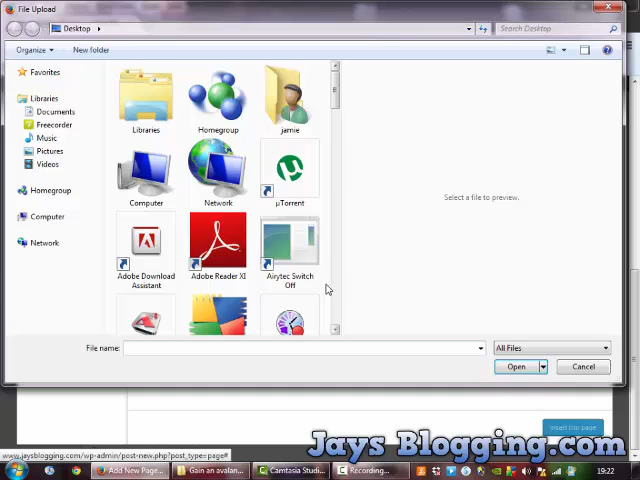 File Upload
Desktop
Search Desktop
Organize
New folder
Favorites
Libraries
Documents
Freecorder
Music
Pictures
Videos
Homegroup
Computer
Network
Libraries
Homegroup
jamie
Computer
Network
µTorrent
Adobe Download
Assistant
Adobe Reader XI
Airytec Switch
Off
Select a file to preview.
File name:
All Files
Open
Cancel
Insert into page
Jays Blogging.com
www.jaysblogging.com/wp-admin/post-new.php?post_type=page#
Add New Page...
Gain an avalan...
Camtasia Studi...
Recording...
19:22